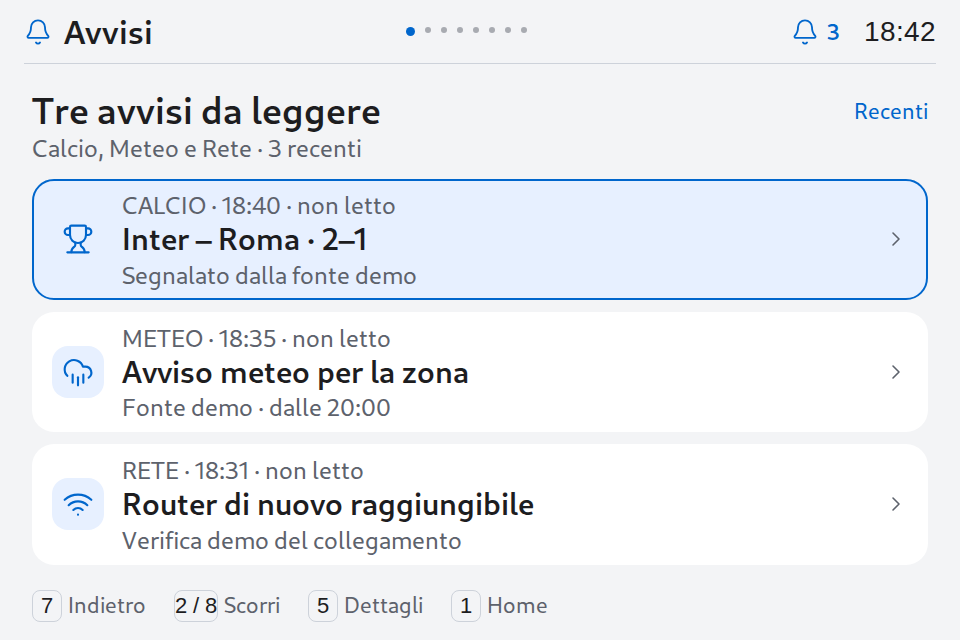 Avvisi
3
18:42
Tre avvisi da leggere
Recenti
Calcio, Meteo e Rete · 3 recenti
CALCIO · 18:40 · non letto
Inter – Roma · 2–1
Segnalato dalla fonte demo
METEO · 18:35 · non letto
Avviso meteo per la zona
Fonte demo · dalle 20:00
RETE · 18:31 · non letto
Router di nuovo raggiungibile
Verifica demo del collegamento
7 Indietro 2 / 8 Scorri 5 Dettagli 1 Home